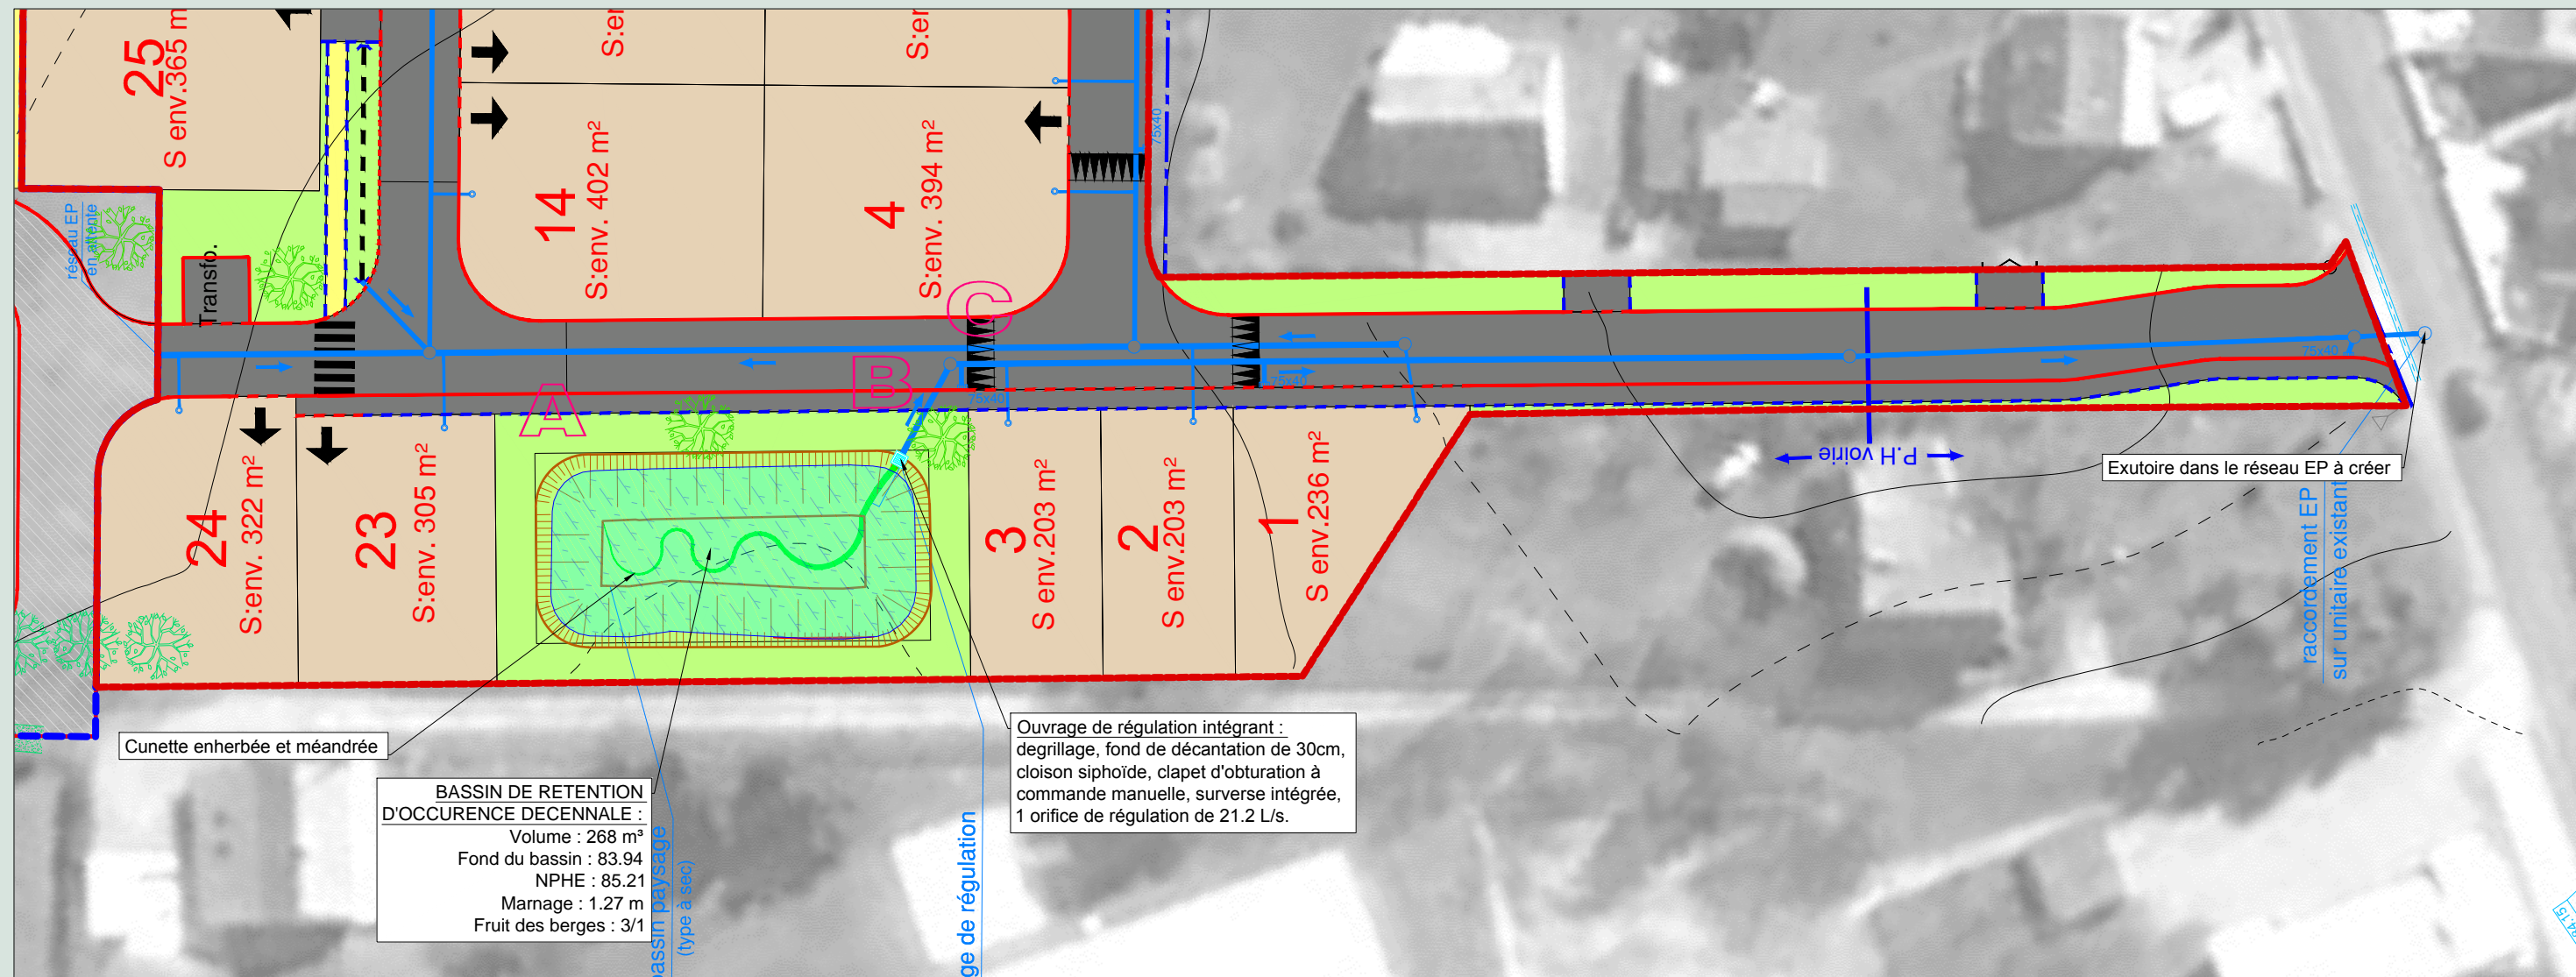 25
S env.365 m
S:er
S:er
14
S:env. 402 m²
4
S:env. 394 m²
75x40
réseau EP
en attente
Transfo.
C
B
A
75x40
75x40
75x40
24
S:env. 322 m²
23
S:env. 305 m²
3
S env.203 m²
2
S env.203 m²
1
S env.236 m²
P.H voirie
Exutoire dans le réseau EP à créer
raccordement EP
sur unitaire existant
Cunette enherbée et méandrée
BASSIN DE RETENTION
D'OCCURENCE DECENNALE :
Volume : 268 m³
Fond du bassin : 83.94
NPHE : 85.21
Marnage : 1.27 m
Fruit des berges : 3/1
bassin paysage
(type à sec)
ge de régulation
Ouvrage de régulation intégrant :
degrillage, fond de décantation de 30cm,
cloison siphoïde, clapet d'obturation à
commande manuelle, surverse intégrée,
1 orifice de régulation de 21.2 L/s.